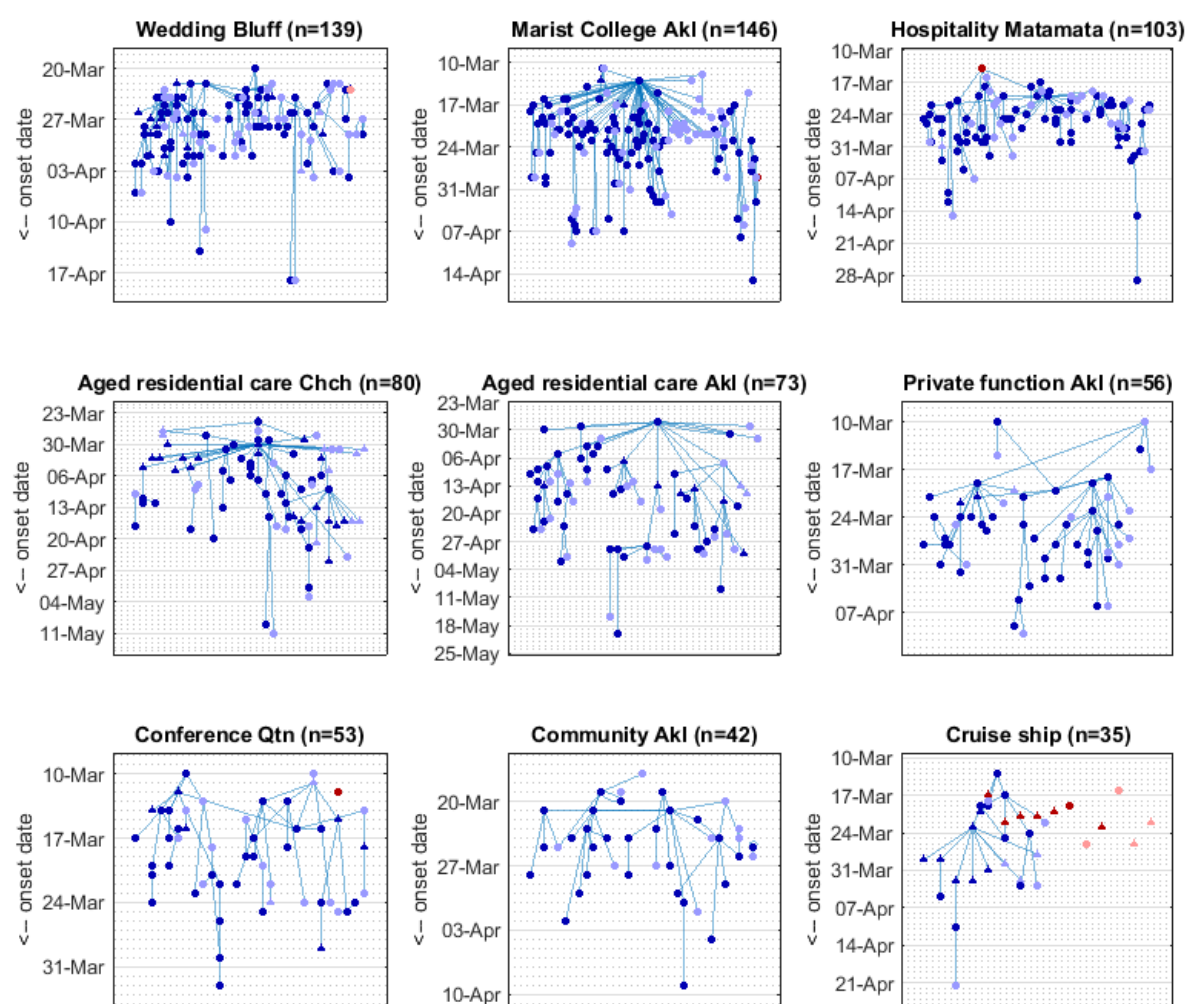 Wedding Bluff (n=139)
<-- onset date
20-Mar
27-Mar
03-Apr
10-Apr
17-Apr
Marist College Akl (n=146)
<-- onset date
10-Mar
17-Mar
24-Mar
31-Mar
07-Apr
14-Apr
Hospitality Matamata (n=103)
<-- onset date
10-Mar
17-Mar
24-Mar
31-Mar
07-Apr
14-Apr
21-Apr
28-Apr
Aged residential care Chch (n=80)
<-- onset date
23-Mar
30-Mar
06-Apr
13-Apr
20-Apr
27-Apr
04-May
11-May
Aged residential care Akl (n=73)
<-- onset date
23-Mar
30-Mar
06-Apr
13-Apr
20-Apr
27-Apr
04-May
11-May
18-May
25-May
Private function Akl (n=56)
<-- onset date
10-Mar
17-Mar
24-Mar
31-Mar
07-Apr
Conference Qtn (n=53)
<-- onset date
10-Mar
17-Mar
24-Mar
31-Mar
Community Akl (n=42)
<-- onset date
20-Mar
27-Mar
03-Apr
10-Apr
Cruise ship (n=35)
<-- onset date
10-Mar
17-Mar
24-Mar
31-Mar
07-Apr
14-Apr
21-Apr